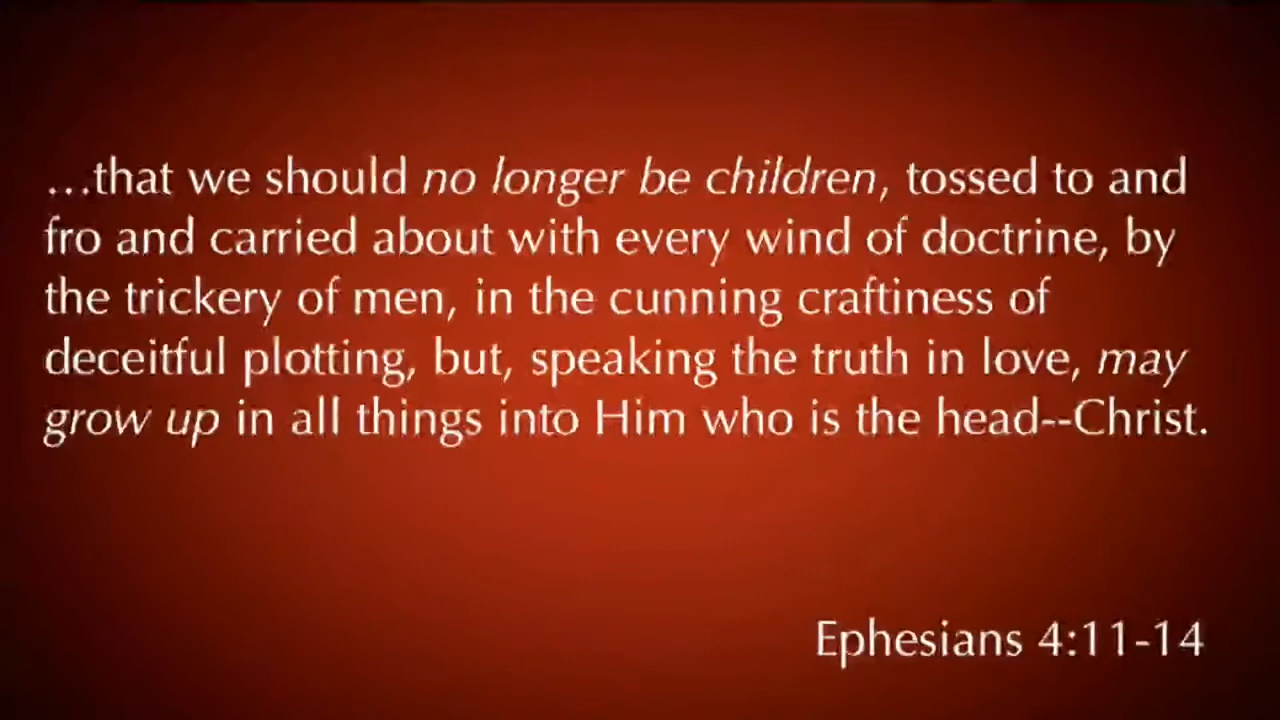 …that we should no longer be children, tossed to and
fro and carried about with every wind of doctrine, by
the trickery of men, in the cunning craftiness of
deceitful plotting, but, speaking the truth in love, may
grow up in all things into Him who is the head--Christ.
Ephesians 4:11-14